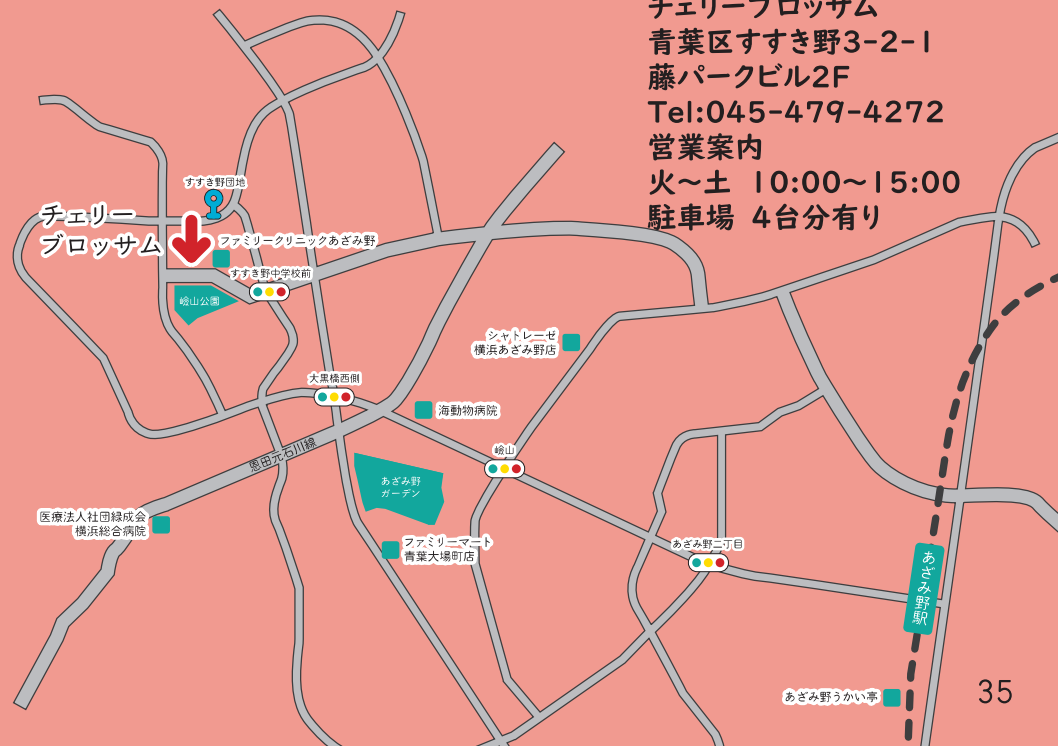 チェリーブロッサム
青葉区すすき野3-2-1
藤パークビル2F
Tel:045-479-4272
営業案内
火～土 10:00～15:00
駐車場 4台分有り
すすき野団地
チェリー
ブロッサム
ファミリークリニックあざみ野
すすき野中学校前
嶮山公園
シャトレーゼ
横浜あざみ野店
大黒橋西側
海動物病院
嶮山
恩田元石川線
あざみ野
ガーデン
医療法人社団緑成会
横浜総合病院
ファミリーマート
青葉大場町店
あざみ野二丁目
あざみ野駅
あざみ野うかい亭
35